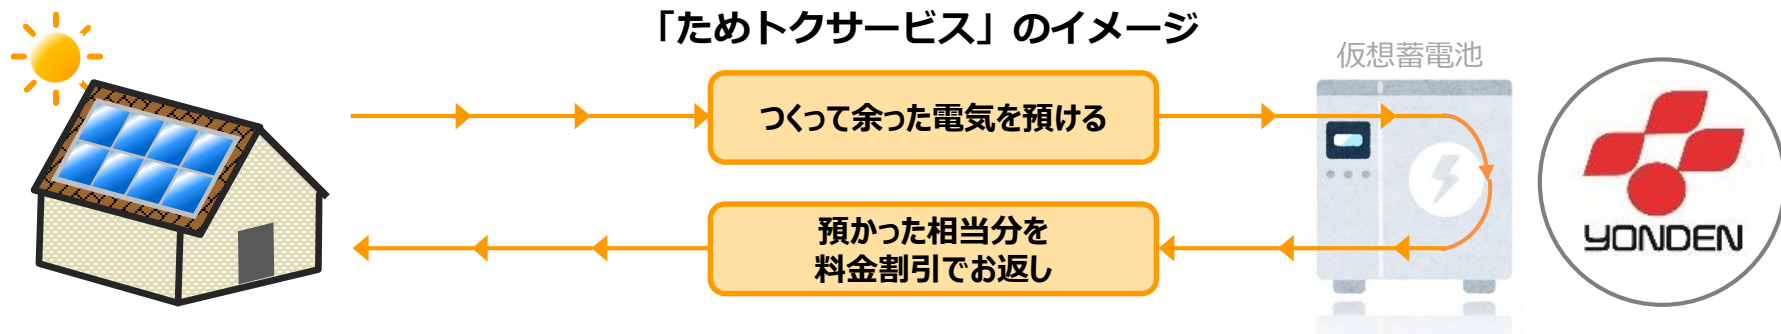 「ためトクサービス」のイメージ
仮想蓄電池
つくって余った電気を預ける
預かった相当分を
料金割引でお返し
YONDEN